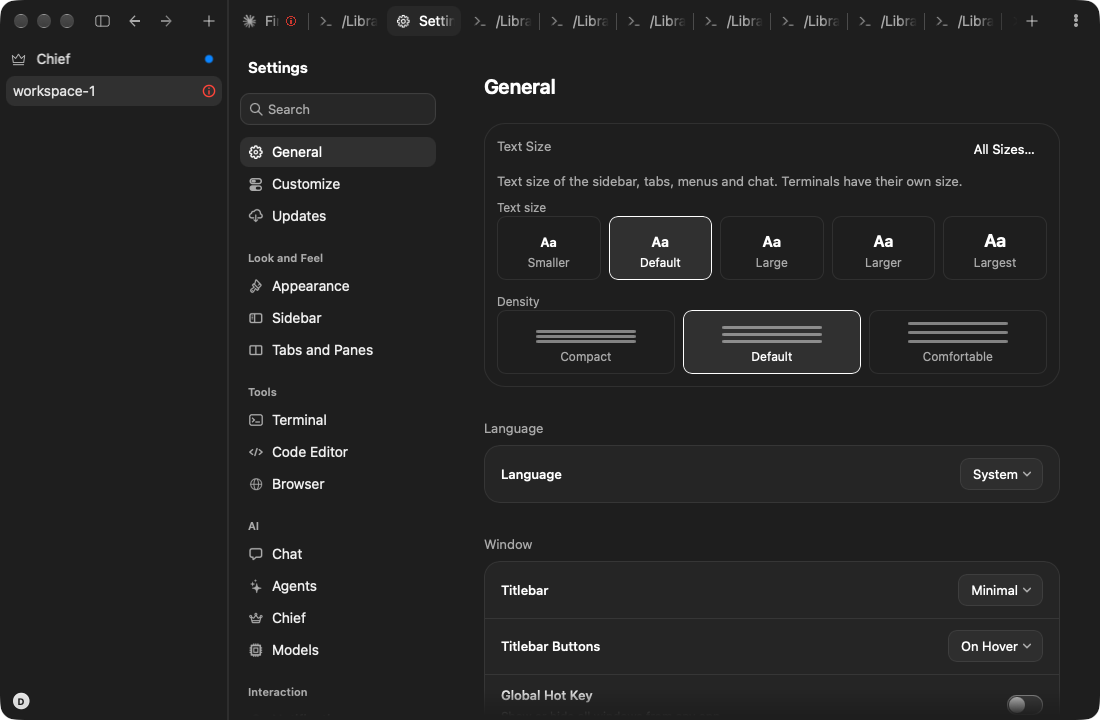 Fi
/Libra
Settin
/Libra
/Libra
/Libra
/Libra
/Libra
/Libra
/Libra
Chief
workspace-1
D
Settings
Search
General
Customize
Updates
Look and Feel
Appearance
Sidebar
Tabs and Panes
Tools
Terminal
Code Editor
Browser
AI
Chat
Agents
Chief
Models
Interaction
General
Text Size
All Sizes...
Text size of the sidebar, tabs, menus and chat. Terminals have their own size.
Text size
Aa Aa Aa Aa Aa
Smaller Default Large Larger Largest
Density
Compact Default Comfortable
Language
Language System
Window
Titlebar Minimal
Titlebar Buttons On Hover
Global Hot Key